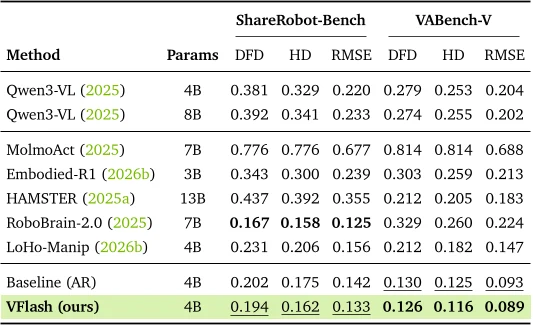 ShareRobot-Bench VABench-V
Method Params DFD HD RMSE DFD HD RMSE
Qwen3-VL (2025) 4B 0.381 0.329 0.220 0.279 0.253 0.204
Qwen3-VL (2025) 8B 0.392 0.341 0.233 0.274 0.255 0.202
MolmoAct (2025) 7B 0.776 0.776 0.677 0.814 0.814 0.688
Embodied-R1 (2026b) 3B 0.343 0.300 0.239 0.303 0.259 0.213
HAMSTER (2025a) 13B 0.437 0.392 0.355 0.212 0.205 0.183
RoboBrain-2.0 (2025) 7B 0.167 0.158 0.125 0.329 0.260 0.224
LoHo-Manip (2026b) 4B 0.231 0.206 0.156 0.212 0.182 0.147
Baseline (AR) 4B 0.202 0.175 0.142 0.130 0.125 0.093
VFlash (ours) 4B 0.194 0.162 0.133 0.126 0.116 0.089